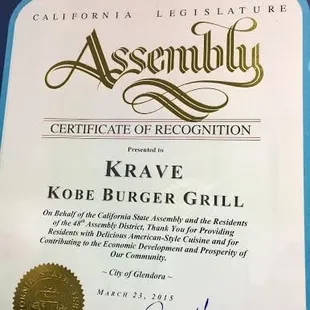 CALIFORNIA LEGISLATURE
Assembly
CERTIFICATE OF RECOGNITION
Presented to
KRAVE
KOBE BURGER GRILL
On Behalf of the California State Assembly and the Residents
of the 48th Assembly District, Thank You for Providing
Residents with Delicious American-Style Cuisine and for
Contributing to the Economic Development and Prosperity of
Our Community.
~ City of Glendora ~
MARCH 23, 2015